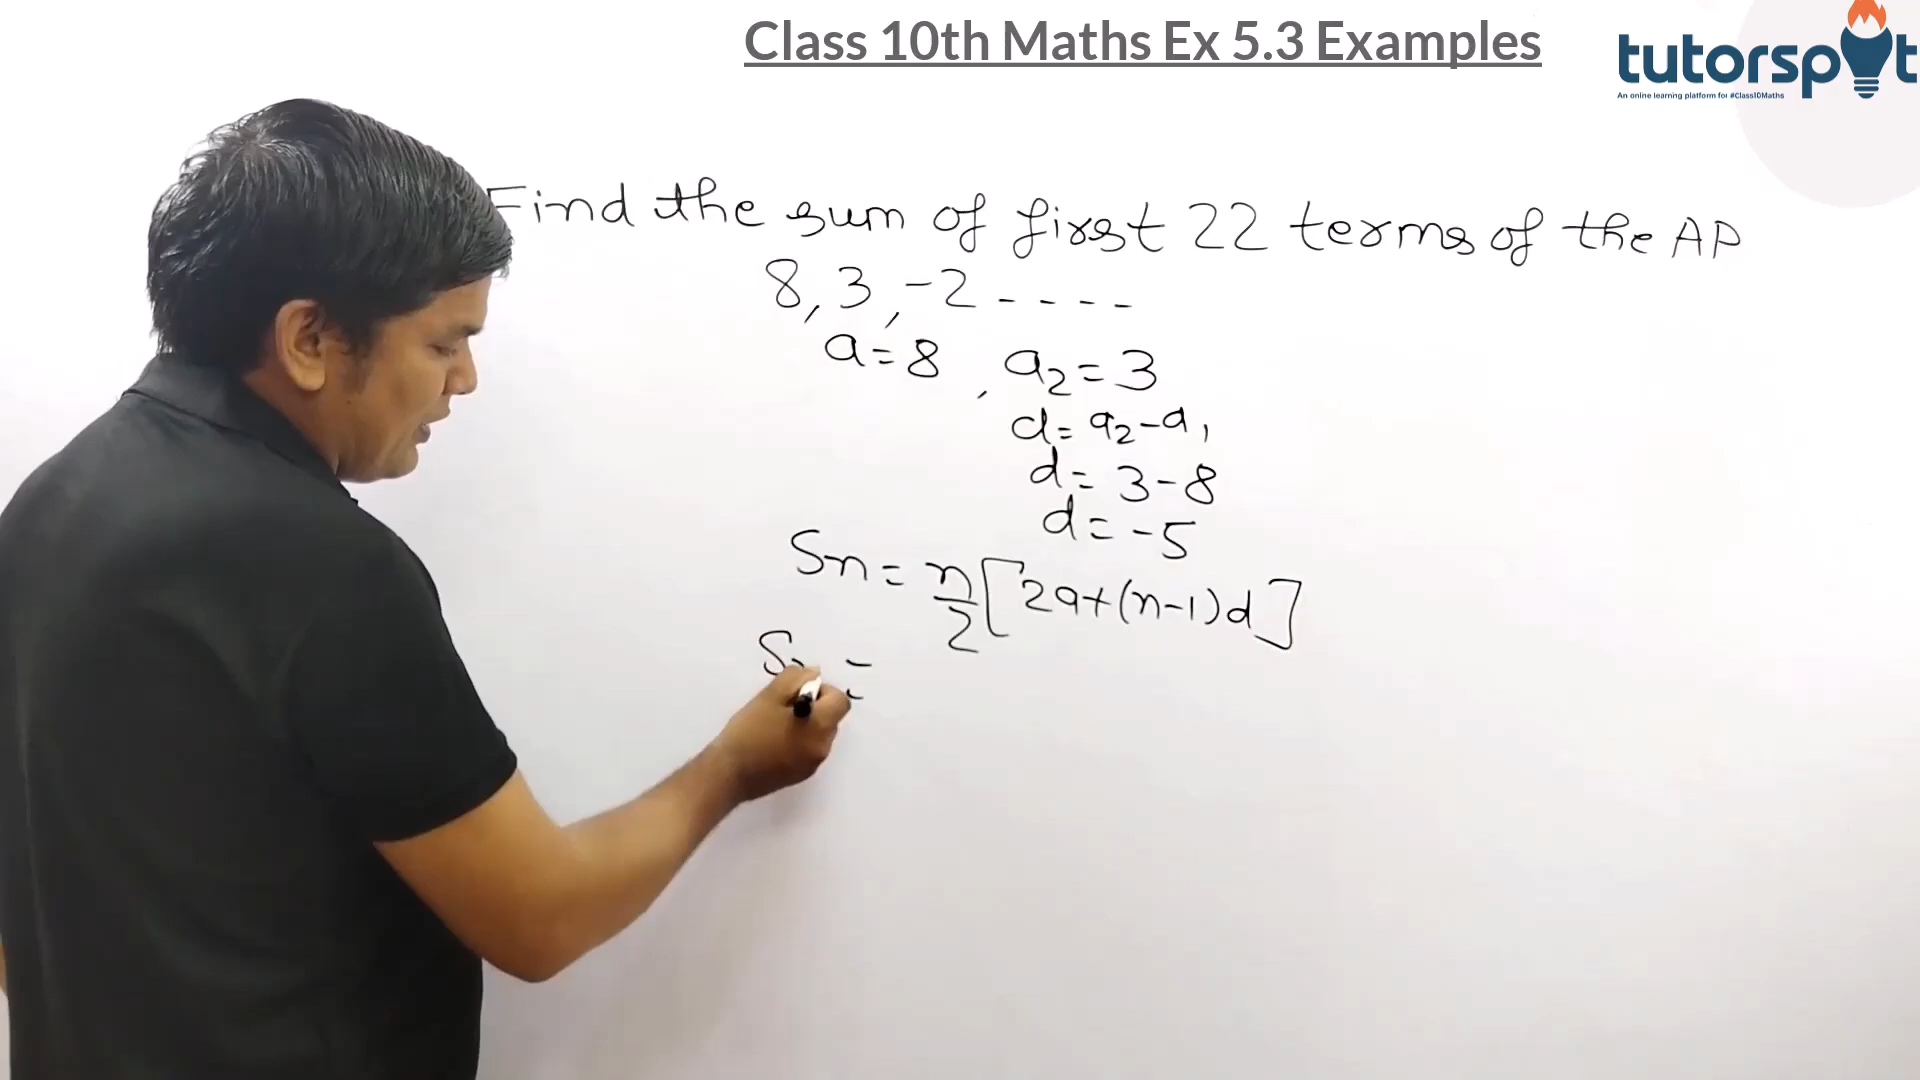 Class 10th Maths Ex 5.3 Examples
tutorspot
An online learning platform for #Class10Maths
Find the sum of first 22 terms of the AP
8, 3, -2 - - - -
a = 8 , a2 = 3
d = a2 - a1
d = 3 - 8
d = -5
Sn = n/2 [2a + (n-1)d]
S =